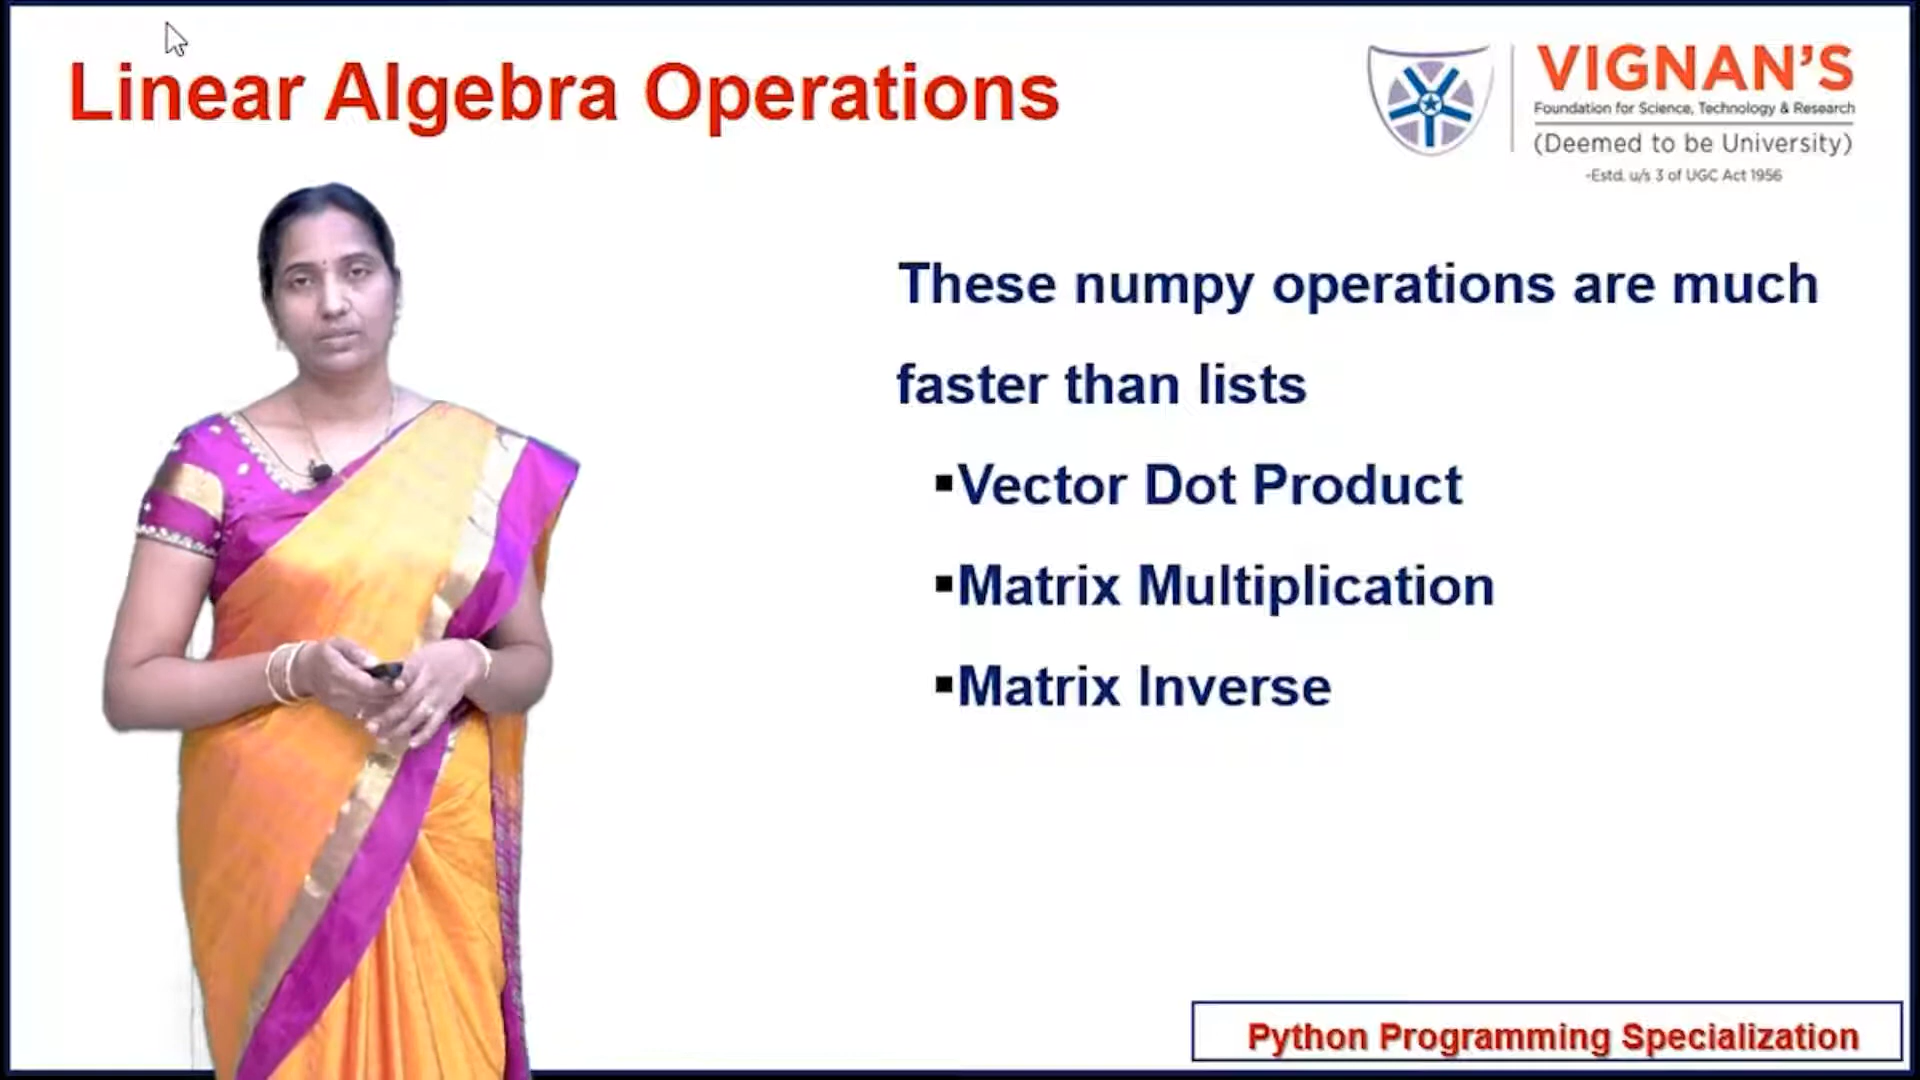 Linear Algebra Operations
VIGNAN'S
Foundation for Science, Technology & Research
(Deemed to be University)
-Estd. u/s 3 of UGC Act 1956
These numpy operations are much
faster than lists
▪Vector Dot Product
▪Matrix Multiplication
▪Matrix Inverse
Python Programming Specialization